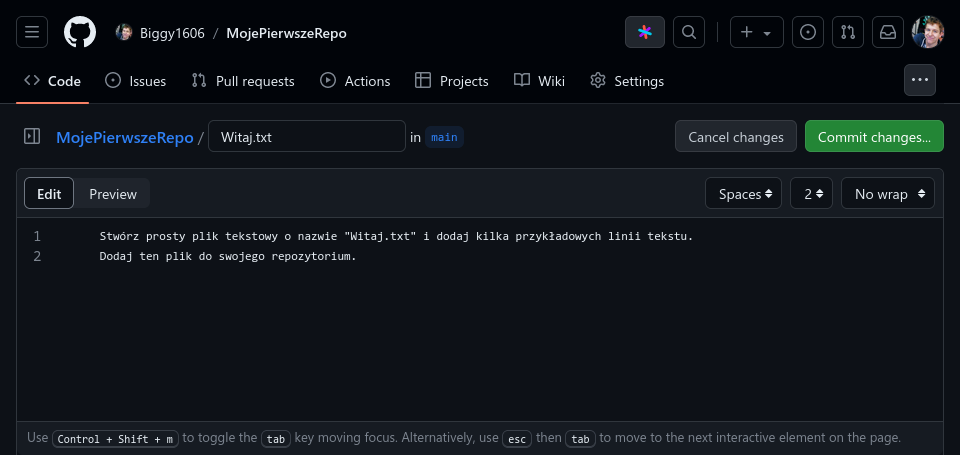 Biggy1606 / MojePierwszeRepo
Code Issues Pull requests Actions Projects Wiki Settings
MojePierwszeRepo / Witaj.txt in main Cancel changes Commit changes...
Edit Preview Spaces 2 No wrap
1 Stwórz prosty plik tekstowy o nazwie "Witaj.txt" i dodaj kilka przykładowych linii tekstu.
2 Dodaj ten plik do swojego repozytorium.
Use Control + Shift + m to toggle the tab key moving focus. Alternatively, use esc then tab to move to the next interactive element on the page.